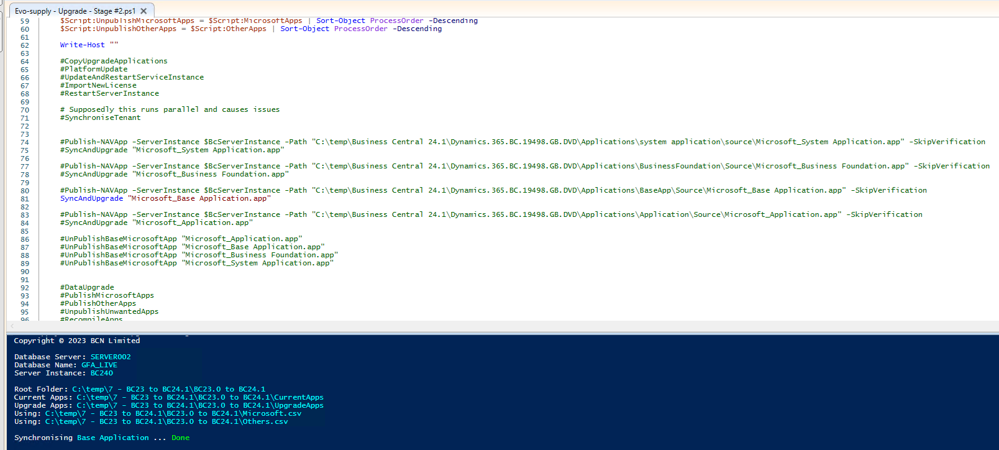 Evo-supply - Upgrade - Stage #2.ps1 ✕
59 $Script:UnpublishMicrosoftApps = $Script:MicrosoftApps | Sort-Object ProcessOrder -Descending
60 $Script:UnpublishOtherApps = $Script:OtherApps | Sort-Object ProcessOrder -Descending
61
62 Write-Host ""
63
64 #CopyUpgradeApplications
65 #PlatformUpdate
66 #UpdateAndRestartServiceInstance
67 #ImportNewLicense
68 #RestartServerInstance
69
70 # Supposedly this runs parallel and causes issues
71 #SynchroniseTenant
72
73
74 #Publish-NAVApp -ServerInstance $BcServerInstance -Path "C:\temp\Business Central 24.1\Dynamics.365.BC.19498.GB.DVD\Applications\system application\source\Microsoft_System Application.app" -SkipVerification
75 #SyncAndUpgrade "Microsoft_System Application.app"
76
77 #Publish-NAVApp -ServerInstance $BcServerInstance -Path "C:\temp\Business Central 24.1\Dynamics.365.BC.19498.GB.DVD\Applications\BusinessFoundation\Source\Microsoft_Business Foundation.app" -SkipVerification
78 #SyncAndUpgrade "Microsoft_Business Foundation.app"
79
80 #Publish-NAVApp -ServerInstance $BcServerInstance -Path "C:\temp\Business Central 24.1\Dynamics.365.BC.19498.GB.DVD\Applications\BaseApp\Source\Microsoft_Base Application.app" -SkipVerification
81 SyncAndUpgrade "Microsoft_Base Application.app"
82
83 #Publish-NAVApp -ServerInstance $BcServerInstance -Path "C:\temp\Business Central 24.1\Dynamics.365.BC.19498.GB.DVD\Applications\Application\Source\Microsoft_Application.app" -SkipVerification
84 #SyncAndUpgrade "Microsoft_Application.app"
85
86 #UnPublishBaseMicrosoftApp "Microsoft_Application.app"
87 #UnPublishBaseMicrosoftApp "Microsoft_Base Application.app"
88 #UnPublishBaseMicrosoftApp "Microsoft_Business Foundation.app"
89 #UnPublishBaseMicrosoftApp "Microsoft_System Application.app"
90
91
92 #DataUpgrade
93 #PublishMicrosoftApps
94 #PublishOtherApps
95 #UnpublishUnwantedApps
96 #RecompileApps
Copyright © 2023 BCN Limited
Database Server: SERVER002
Database Name: GFA_LIVE
Server Instance: BC240
Root Folder: C:\temp\7 - BC23 to BC24.1\BC23.0 to BC24.1
Current Apps: C:\temp\7 - BC23 to BC24.1\BC23.0 to BC24.1\CurrentApps
Upgrade Apps: C:\temp\7 - BC23 to BC24.1\BC23.0 to BC24.1\UpgradeApps
Using: C:\temp\7 - BC23 to BC24.1\BC23.0 to BC24.1\Microsoft.csv
Using: C:\temp\7 - BC23 to BC24.1\BC23.0 to BC24.1\Others.csv
Synchronising Base Application ... Done